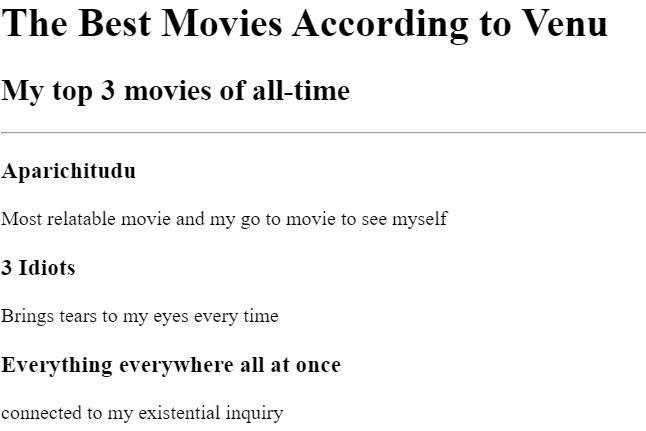 The Best Movies According to Venu
My top 3 movies of all-time
Aparichitudu
Most relatable movie and my go to movie to see myself
3 Idiots
Brings tears to my eyes every time
Everything everywhere all at once
connected to my existential inquiry